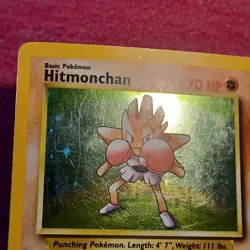 Basic Pokémon
Hitmonchan 70 HP
Punching Pokémon. Length: 4' 7", Weight: 111 lbs.